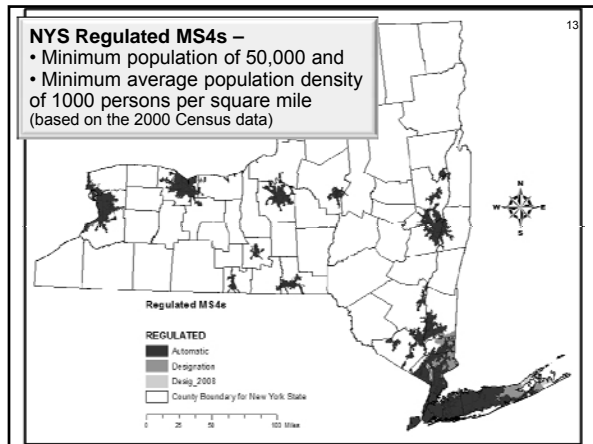 13
NYS Regulated MS4s –
• Minimum population of 50,000 and
• Minimum average population density
of 1000 persons per square mile
(based on the 2000 Census data)
N
W E
S
Regulated MS4s
REGULATED
Automatic
Designation
Desig_2008
County Boundary for New York State
0 25 50 100 Miles